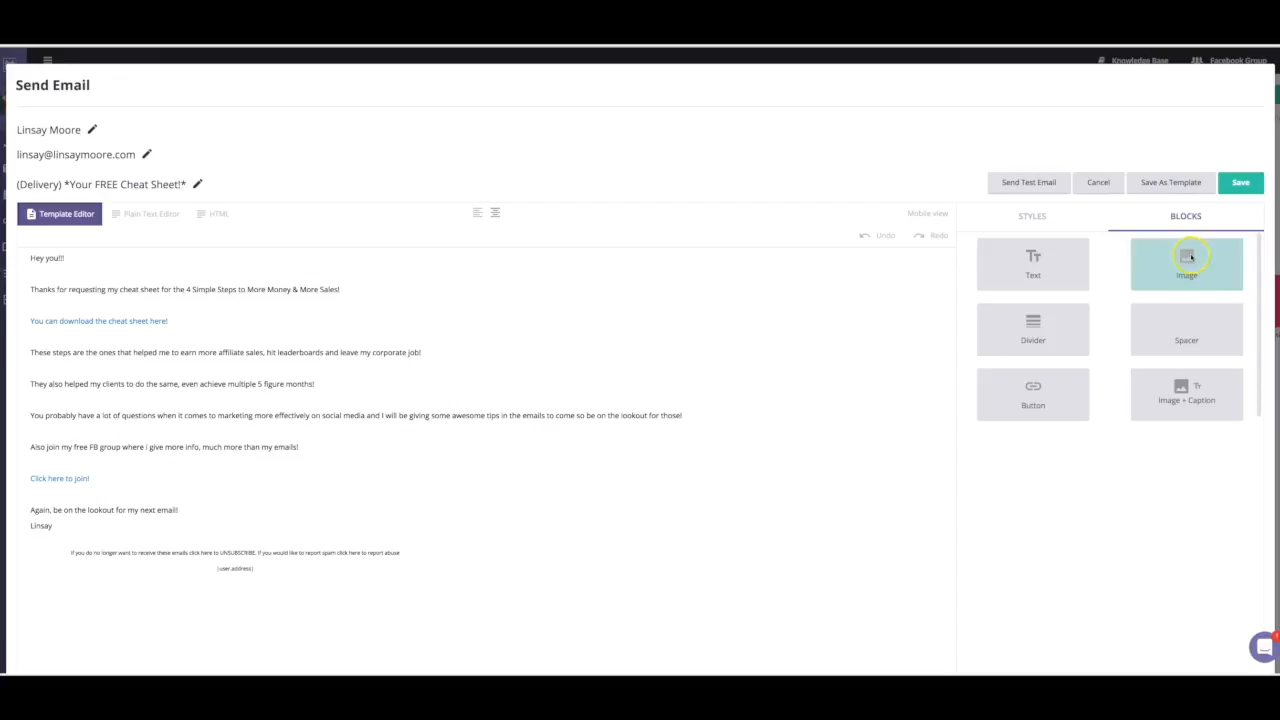 Knowledge Base
Facebook Group
Send Email
Linsay Moore
linsay@linsaymoore.com
(Delivery) *Your FREE Cheat Sheet!*
Send Test Email
Cancel
Save As Template
Save
Template Editor
Plain Text Editor
HTML
Mobile view
STYLES
BLOCKS
Undo
Redo
Hey you!!!
Thanks for requesting my cheat sheet for the 4 Simple Steps to More Money & More Sales!
You can download the cheat sheet here!
These steps are the ones that helped me to earn more affiliate sales, hit leaderboards and leave my corporate job!
They also helped my clients to do the same, even achieve multiple 5 figure months!
You probably have a lot of questions when it comes to marketing more effectively on social media and I will be giving some awesome tips in the emails to come so be on the lookout for those!
Also join my free FB group where i give more info, much more than my emails!
Click here to join!
Again, be on the lookout for my next email!
Linsay
If you do no longer want to receive these emails click here to UNSUBSCRIBE. If you would like to report spam click here to report abuse
|user.address|
Tт
Text
Image
Divider
Spacer
Button
Tт
Image + Caption
1